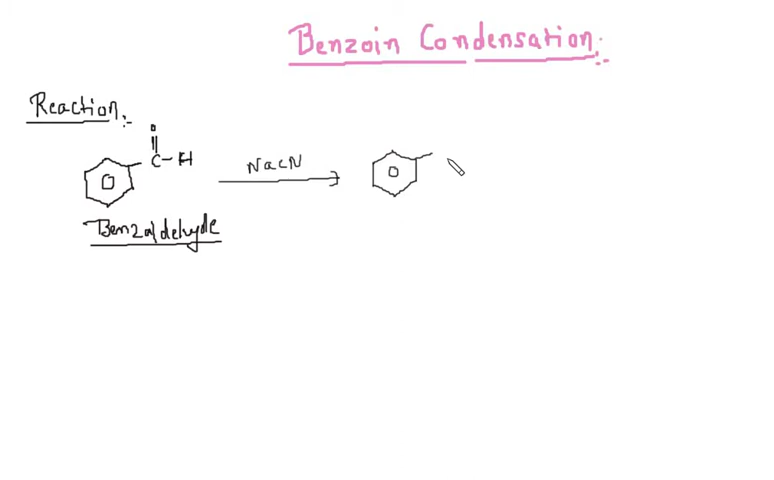 Benzoin Condensation:
Reaction:
O
C-H
NaCN
Benzaldehyde